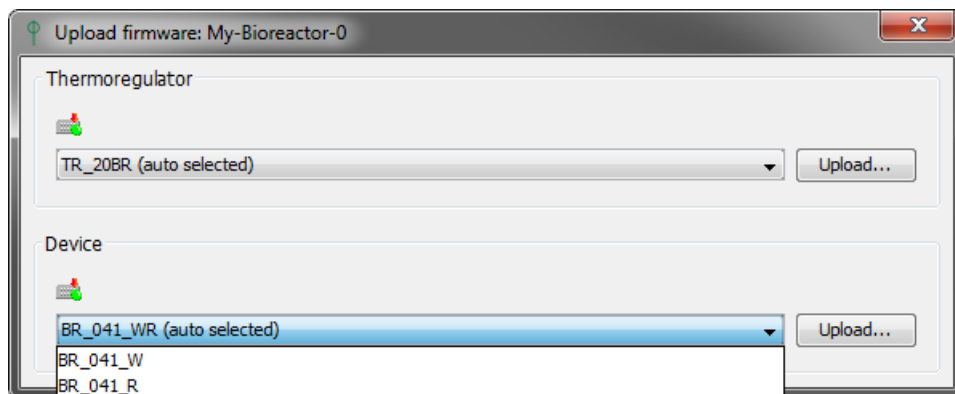 Upload firmware: My-Bioreactor-0
Thermoregulator
TR_20BR (auto selected)
Upload...
Device
BR_041_WR (auto selected)
Upload...
BR_041_W
BR_041_R